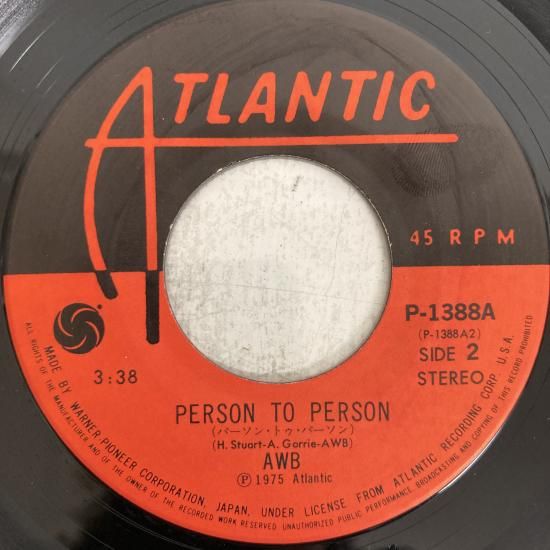 ATLANTIC
45 RPM
P-1388A
(P-1388A2)
SIDE 2
STEREO
3:38
PERSON TO PERSON
(パーソン・トゥ・パーソン)
(H. Stuart-A. Gorrie-AWB)
AWB
Ⓟ 1975 Atlantic
MADE BY WARNER-PIONEER CORPORATION, JAPAN, UNDER LICENSE FROM ATLANTIC RECORDING CORP. U.S.A.
ALL RIGHTS OF THE MANUFACTURER AND OF THE OWNER OF THE RECORDED WORK RESERVED UNAUTHORIZED PUBLIC PERFORMANCE BROADCASTING AND COPYING OF THIS RECORD PROHIBITED